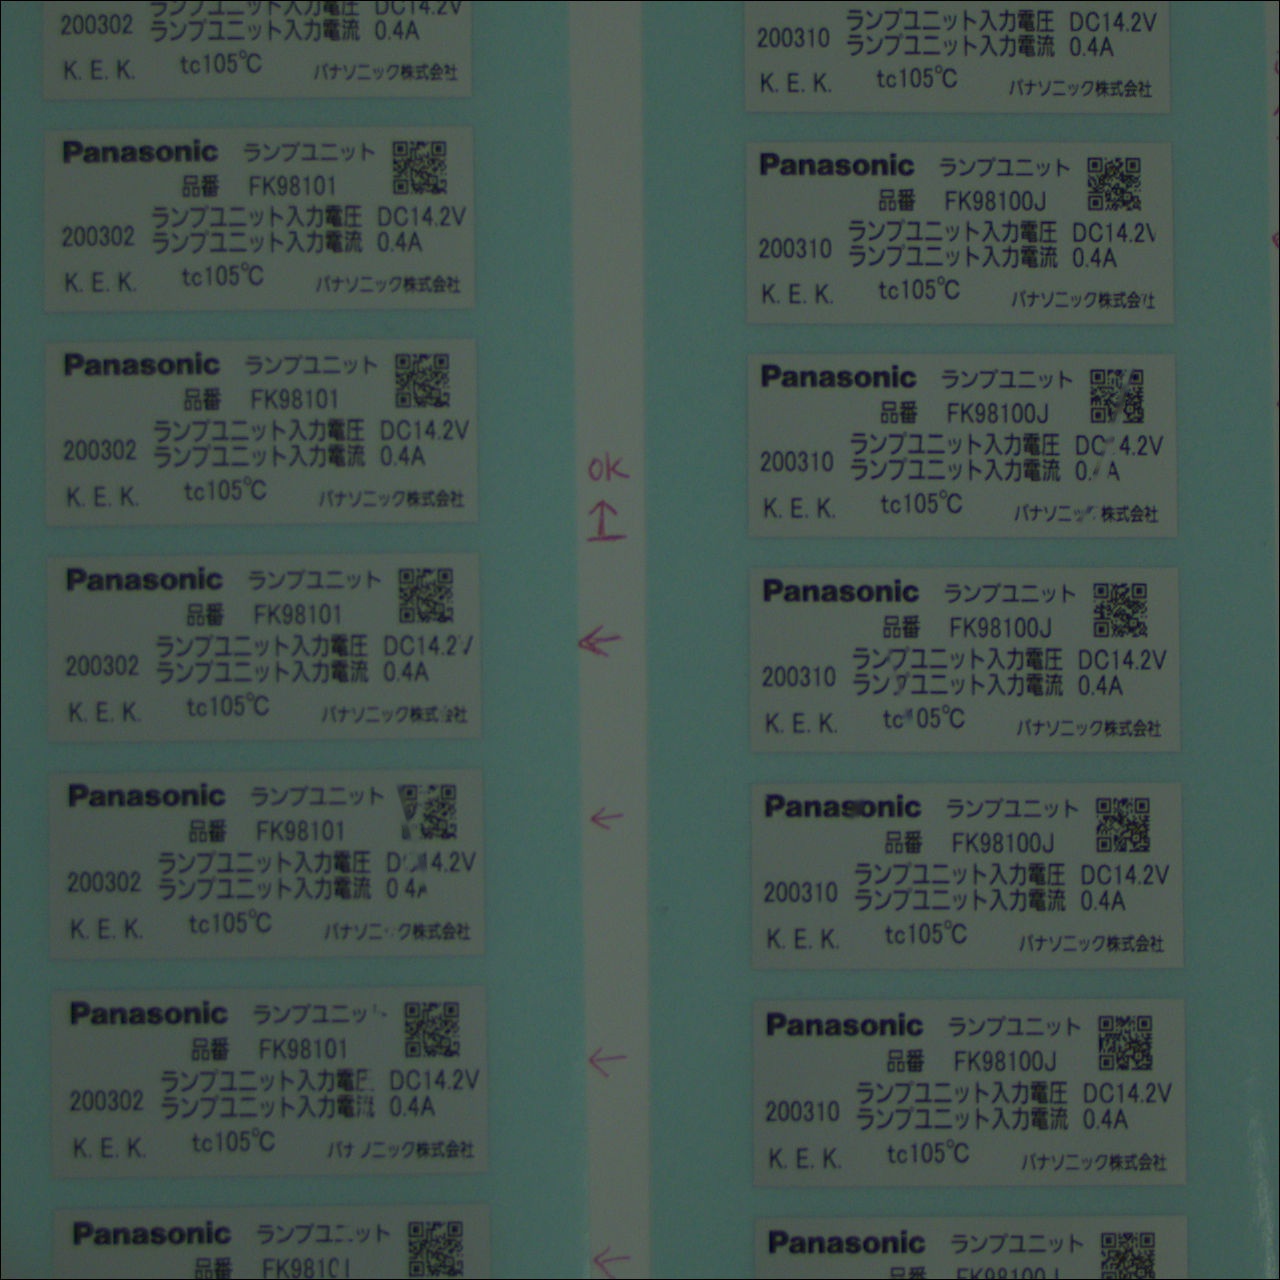 ランプユニット入力電圧 DC14.2V
200302 ランプユニット入力電流 0.4A
K. E. K. tc105℃ パナソニック株式会社
Panasonic ランプユニット
品番 FK98101
ランプユニット入力電圧 DC14.2V
200302 ランプユニット入力電流 0.4A
K. E. K. tc105℃ パナソニック株式会社
Panasonic ランプユニット
品番 FK98101
ランプユニット入力電圧 DC14.2V
200302 ランプユニット入力電流 0.4A
K. E. K. tc105℃ パナソニック株式会社
Panasonic ランプユニット
品番 FK98101
ランプユニット入力電圧 DC14.2V
200302 ランプユニット入力電流 0.4A
K. E. K. tc105℃ パナソニック株式会社
Panasonic ランプユニット
品番 FK98101
ランプユニット入力電圧 4.2V
200302 ランプユニット入力電流
K. E. K. tc105℃ パナソニック株式会社
Panasonic ランプユニット
品番 FK98101
ランプユニット入力電圧 DC14.2V
200302 ランプユニット入力電流 0.4A
K. E. K. tc105℃ パナソニック株式会社
Panasonic ランプユニット
品番 FK98101
OK
ランプユニット入力電圧 DC14.2V
200310 ランプユニット入力電流 0.4A
K. E. K. tc105℃ パナソニック株式会社
Panasonic ランプユニット
品番 FK98100J
ランプユニット入力電圧 DC14.2V
200310 ランプユニット入力電流 0.4A
K. E. K. tc105℃ パナソニック株式会社
Panasonic ランプユニット
品番 FK98100J
ランプユニット入力電圧 DC 4.2V
200310 ランプユニット入力電流 0. A
K. E. K. tc105℃ パナソニック株式会社
Panasonic ランプユニット
品番 FK98100J
ランプユニット入力電圧 DC14.2V
200310 ランプユニット入力電流 0.4A
K. E. K. tc 05℃ パナソニック株式会社
Panasonic ランプユニット
品番 FK98100J
ランプユニット入力電圧 DC14.2V
200310 ランプユニット入力電流 0.4A
K. E. K. tc105℃ パナソニック株式会社
Panasonic ランプユニット
品番 FK98100J
ランプユニット入力電圧 DC14.2V
200310 ランプユニット入力電流 0.4A
K. E. K. tc105℃ パナソニック株式会社
Panasonic ランプユニット
品番 FK98100J